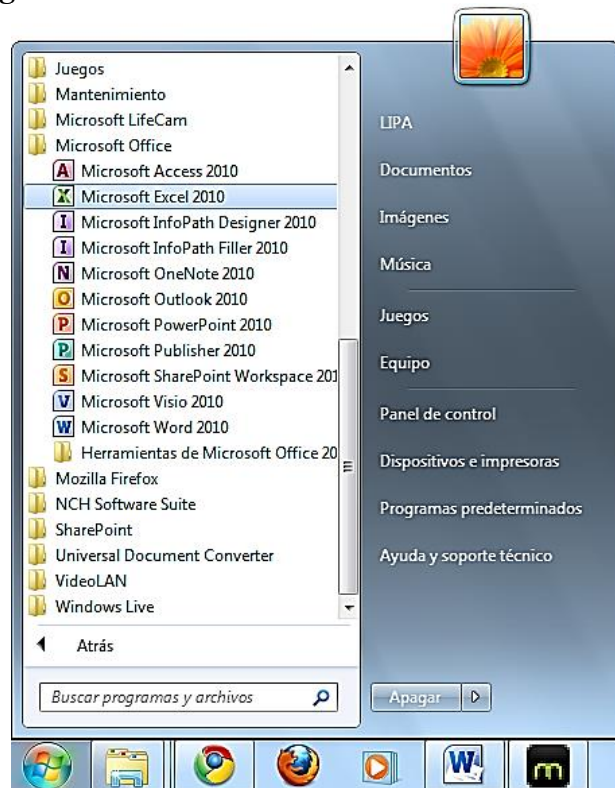 g
Juegos
Mantenimiento
Microsoft LifeCam
Microsoft Office
Microsoft Access 2010
Microsoft Excel 2010
Microsoft InfoPath Designer 2010
Microsoft InfoPath Filler 2010
Microsoft OneNote 2010
Microsoft Outlook 2010
Microsoft PowerPoint 2010
Microsoft Publisher 2010
Microsoft SharePoint Workspace 201
Microsoft Visio 2010
Microsoft Word 2010
Herramientas de Microsoft Office 20
Mozilla Firefox
NCH Software Suite
SharePoint
Universal Document Converter
VideoLAN
Windows Live
Atrás
Buscar programas y archivos
LIPA
Documentos
Imágenes
Música
Juegos
Equipo
Panel de control
Dispositivos e impresoras
Programas predeterminados
Ayuda y soporte técnico
Apagar